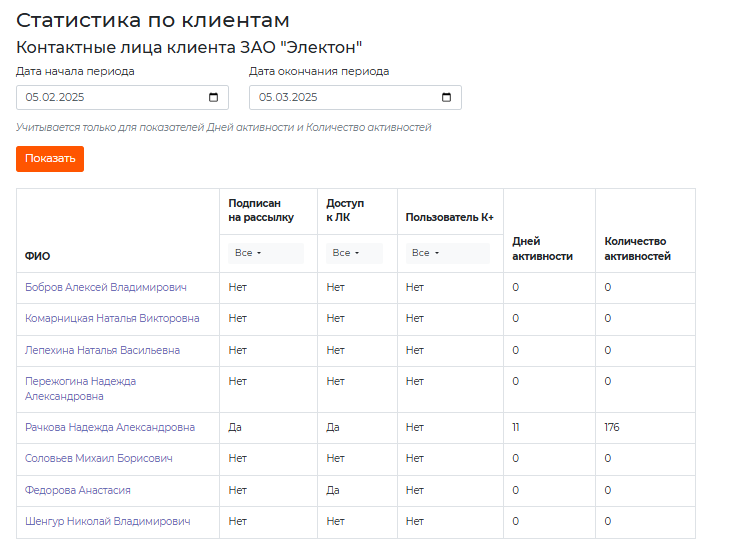 Статистика по клиентам
Контактные лица клиента ЗАО "Электон"
Дата начала периода Дата окончания периода
05.02.2025 05.03.2025
Учитывается только для показателей Дней активности и Количество активностей
Показать
Подписан Доступ
на рассылку к ЛК Пользователь К+
Дней Количество
Все Все Все
ФИО активности активностей
Бобров Алексей Владимирович Нет Нет Нет 0 0
Комарницкая Наталья Викторовна Нет Нет Нет 0 0
Лепехина Наталья Васильевна Нет Нет Нет 0 0
Пережогина Надежда Нет Нет Нет 0 0
Александровна
Рачкова Надежда Александровна Да Да Нет 11 176
Соловьев Михаил Борисович Нет Нет Нет 0 0
Федорова Анастасия Нет Да Нет 0 0
Шенгур Николай Владимирович Нет Нет Нет 0 0